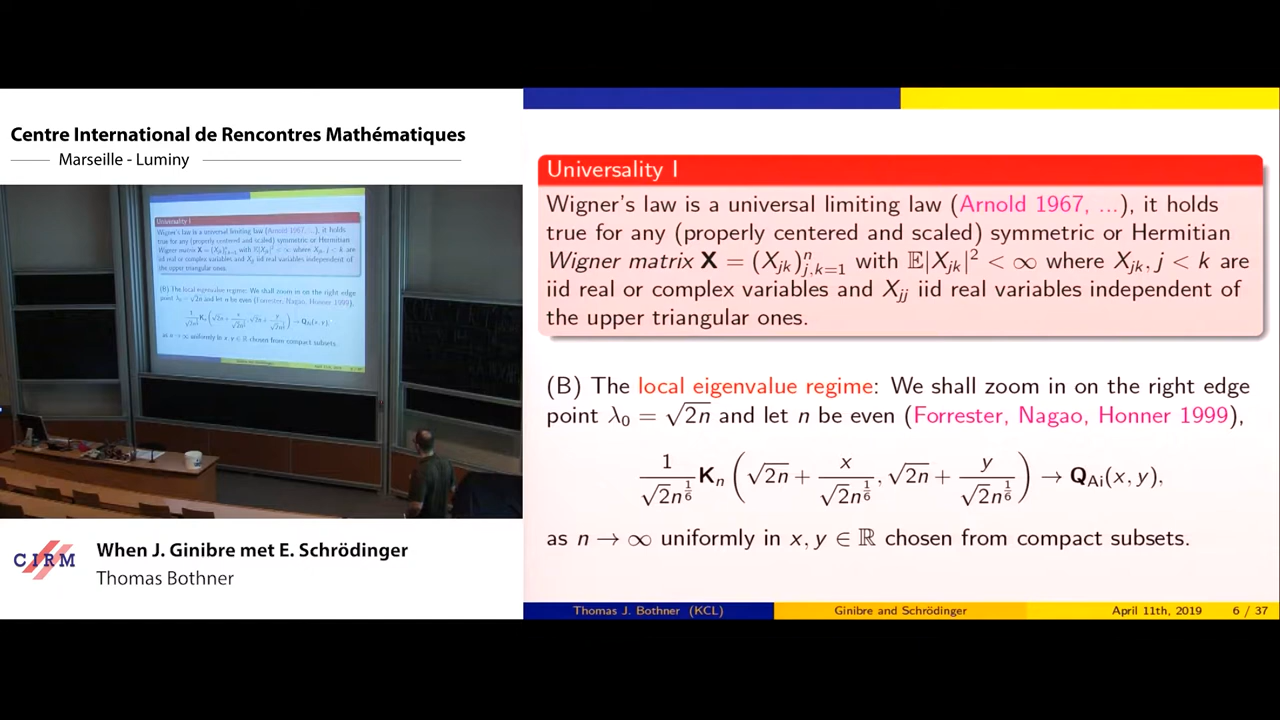 Centre International de Rencontres Mathématiques
Marseille - Luminy
Universality I
Wigner's law is a universal limiting law (Arnold 1967, ...), it holds
true for any (properly centered and scaled) symmetric or Hermitian
Wigner matrix X = (X_{jk})_{j,k=1}^n with 𝔼|X_{jk}|^2 < ∞ where X_{jk}, j < k are
iid real or complex variables and X_{jj} iid real variables independent of
the upper triangular ones.
(B) The local eigenvalue regime: We shall zoom in on the right edge
point λ_0 = √2n and let n be even (Forrester, Nagao, Honner 1999),
1/(√2 n^{1/6}) K_n (√2n + x/(√2 n^{1/6}), √2n + y/(√2 n^{1/6})) → Q_{Ai}(x, y),
as n → ∞ uniformly in x, y ∈ ℝ chosen from compact subsets.
Thomas J. Bothner (KCL) Ginibre and Schrödinger April 11th, 2019 6 / 37
CIRM
When J. Ginibre met E. Schrödinger
Thomas Bothner